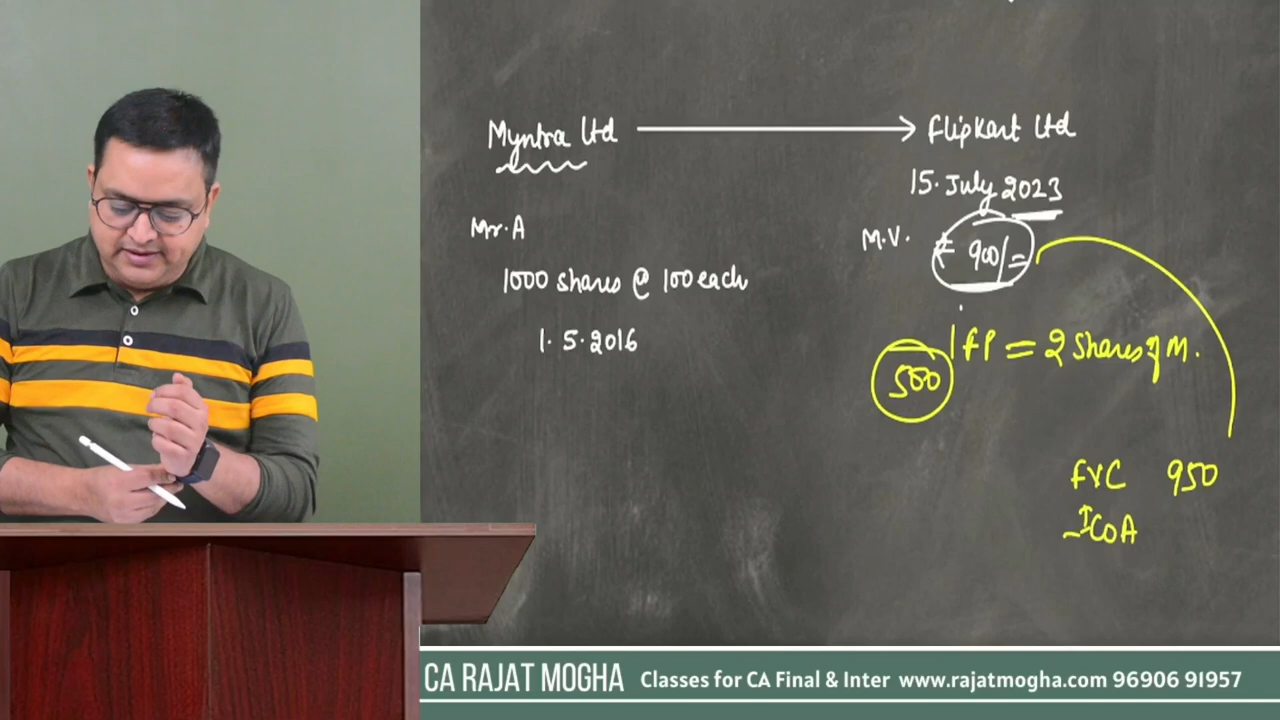 Myntra Ltd
Flipkart Ltd
15. July 2023
Mr. A
M.V. ₹ 900/=
1000 shares @ 100 each
1.5.2016
1 FP = 2 Shares of M.
500
FVC 950
-ICOA
CA RAJAT MOGHA Classes for CA Final & Inter www.rajatmogha.com 96906 91957